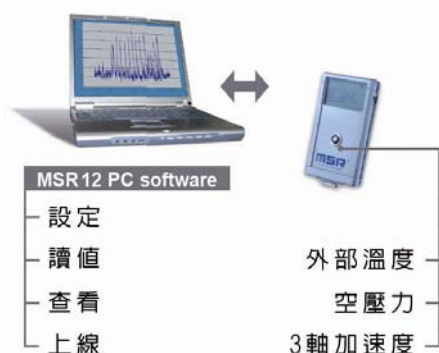 msr
MSR12 PC software
設定
讀值
查看
上線
外部溫度
空壓力
3軸加速度